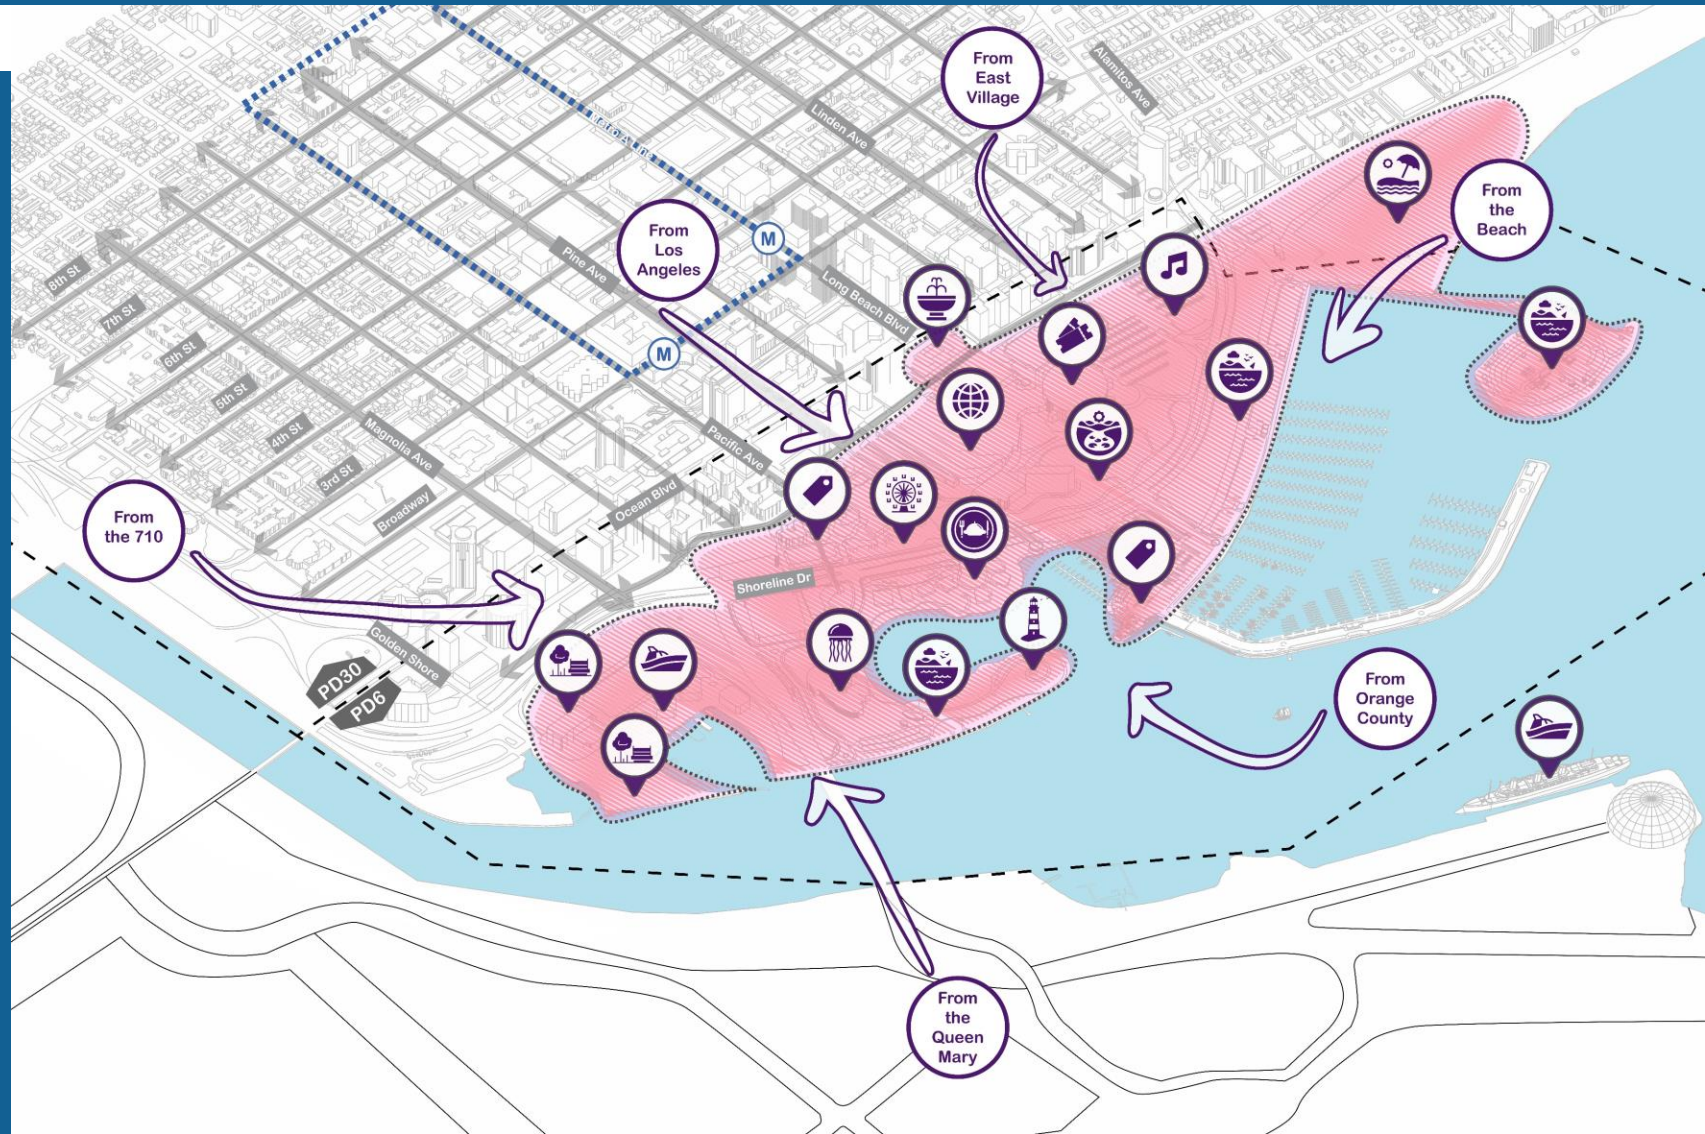 From
East
Village
Alamitos Ave
Linden Ave
From
the
Beach
From
Los
Angeles
M
M
Pine Ave
Long Beach Blvd
8th St
7th St
6th St
5th St
4th St
3rd St
Magnolia Ave
Broadway
Pacific Ave
Ocean Blvd
From
the 710
Shoreline Dr
Golden Shore
PD30
PD6
From
Orange
County
From
the
Queen
Mary